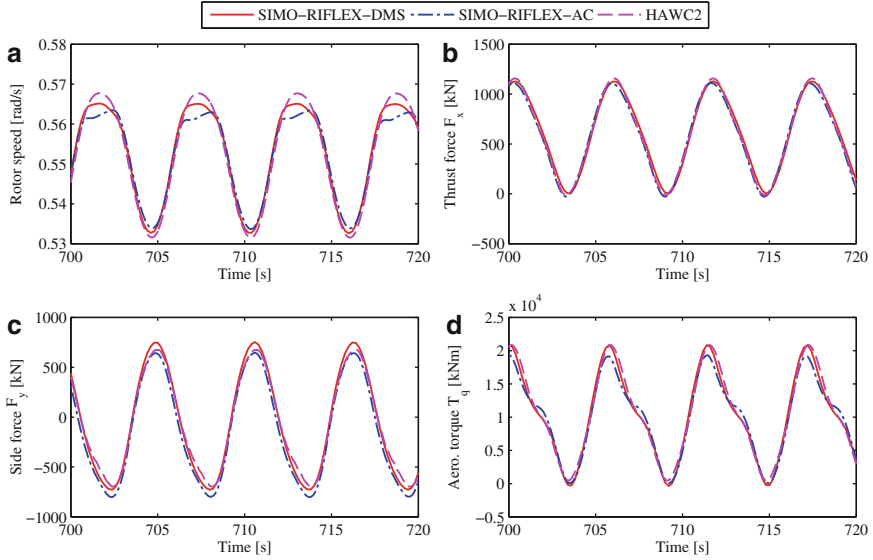 SIMO−RIFLEX−DMS SIMO−RIFLEX−AC HAWC2
a
Rotor speed [rad/s]
0.58
0.57
0.56
0.55
0.54
0.53
700 705 710 715 720
Time [s]
b
Thrust force F_x [kN]
1500
1000
500
0
−500
700 705 710 715 720
Time [s]
c
Side force F_y [kN]
1000
500
0
−500
−1000
700 705 710 715 720
Time [s]
d
x 10^4
Aero. torque T_q [kNm]
2.5
2
1.5
1
0.5
0
−0.5
700 705 710 715 720
Time [s]